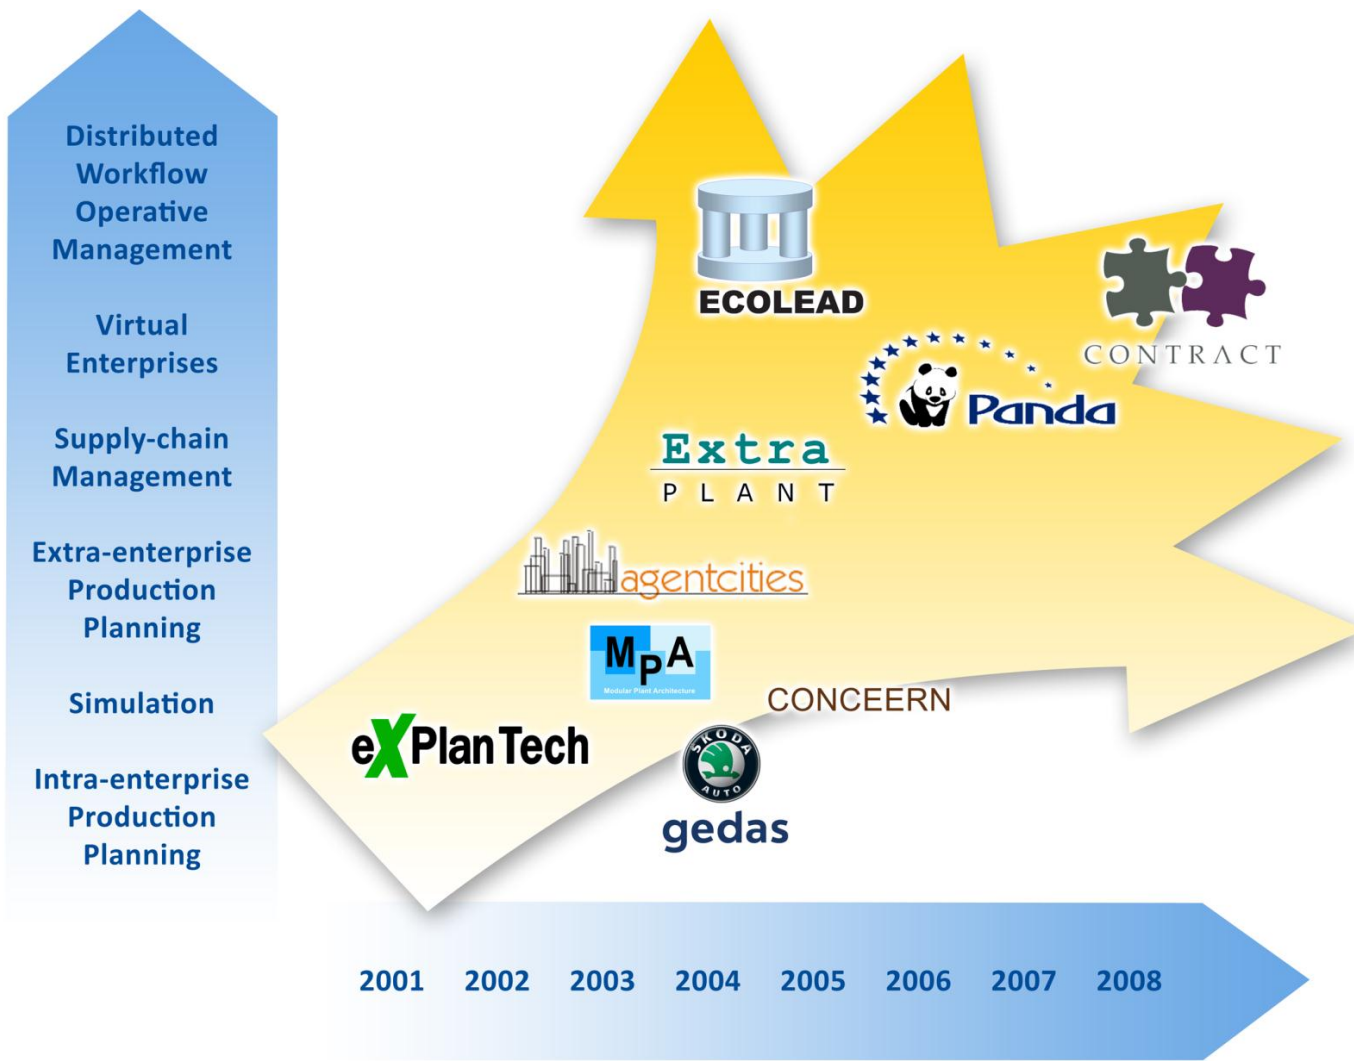 Distributed
Workflow
Operative
Management
Virtual
Enterprises
Supply-chain
Management
Extra-enterprise
Production
Planning
Simulation
Intra-enterprise
Production
Planning
ECOLEAD
CONTRACT
Panda
Extra
PLANT
agentcities
MPA
Modular Plant Architecture
CONCEERN
eXPlanTech
SKODA
AUTO
gedas
2001 2002 2003 2004 2005 2006 2007 2008